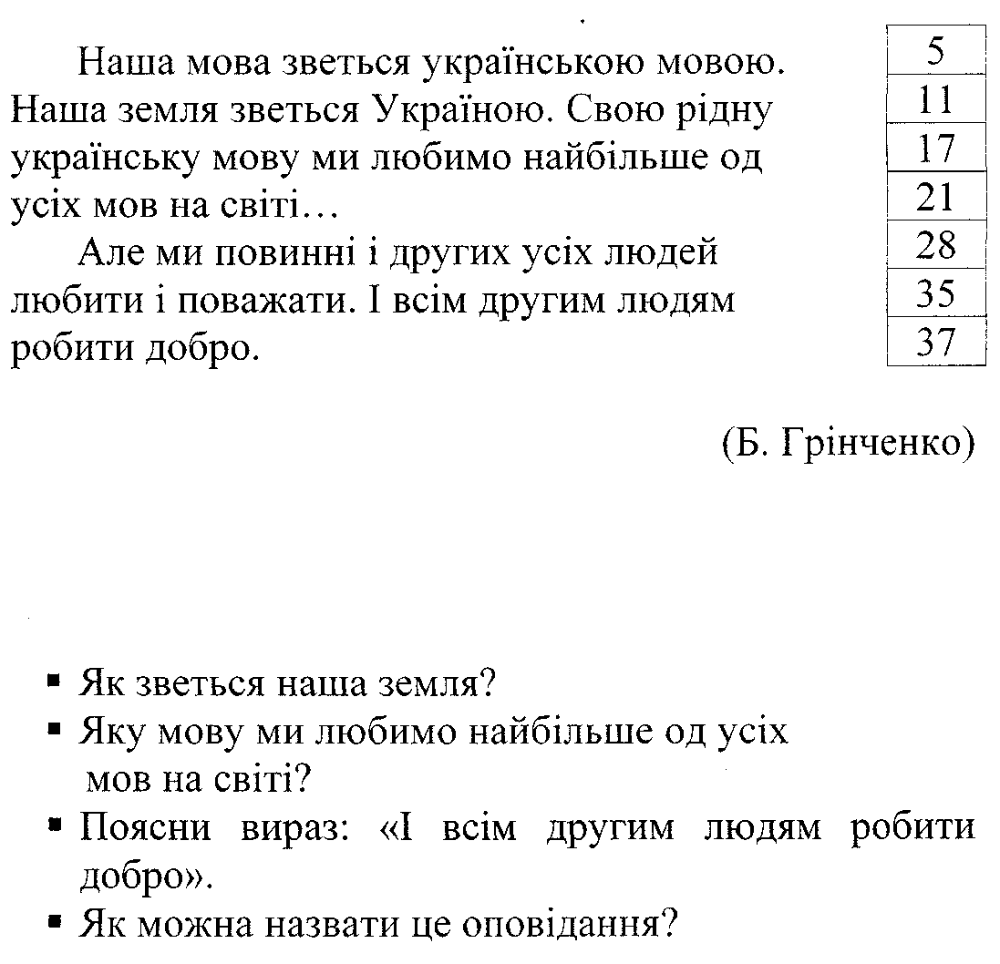 Наша мова зветься українською мовою. 5
Наша земля зветься Україною. Свою рідну 11
українську мову ми любимо найбільше од 17
усіх мов на світі... 21
Але ми повинні і других усіх людей 28
любити і поважати. І всім другим людям 35
робити добро. 37
(Б. Грінченко)
▪ Як зветься наша земля?
▪ Яку мову ми любимо найбільше од усіх
мов на світі?
▪ Поясни вираз: «І всім другим людям робити
добро».
▪ Як можна назвати це оповідання?